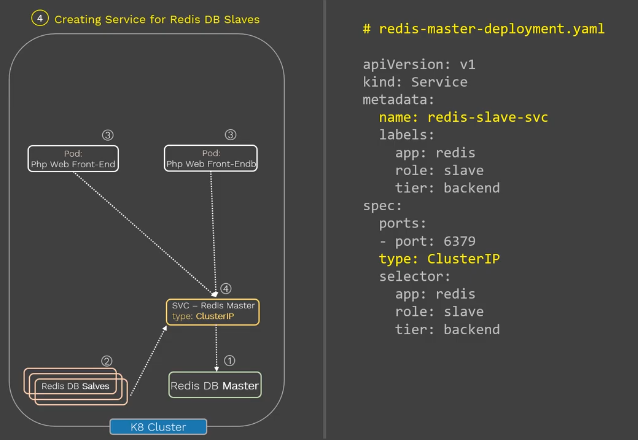 ④ Creating Service for Redis DB Slaves
③
Pod:
Php Web Front-End
③
Pod:
Php Web Front-Endb
④
SVC – Redis Master
type: ClusterIP
②
Redis DB Salves
①
Redis DB Master
K8 Cluster
# redis-master-deployment.yaml
apiVersion: v1
kind: Service
metadata:
  name: redis-slave-svc
  labels:
    app: redis
    role: slave
    tier: backend
spec:
  ports:
  - port: 6379
  type: ClusterIP
  selector:
    app: redis
    role: slave
    tier: backend